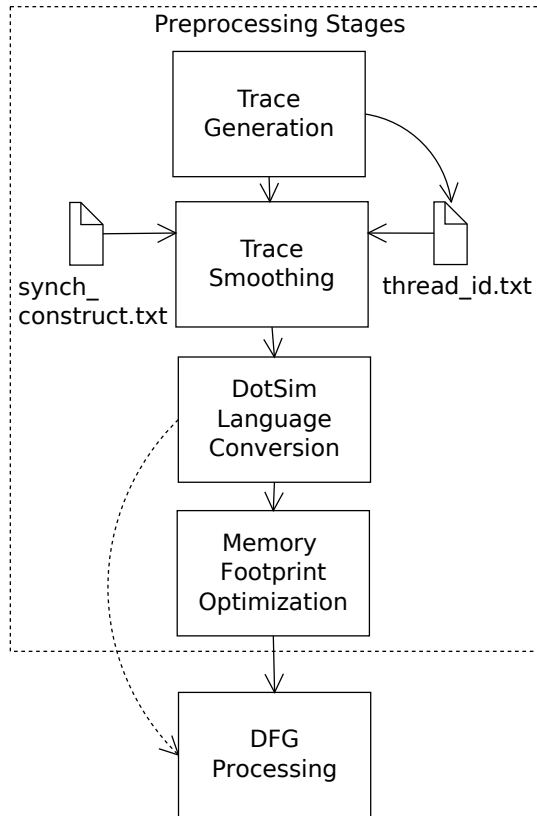 Preprocessing Stages
Trace
Generation
Trace
Smoothing
synch_
construct.txt
thread_id.txt
DotSim
Language
Conversion
Memory
Footprint
Optimization
DFG
Processing